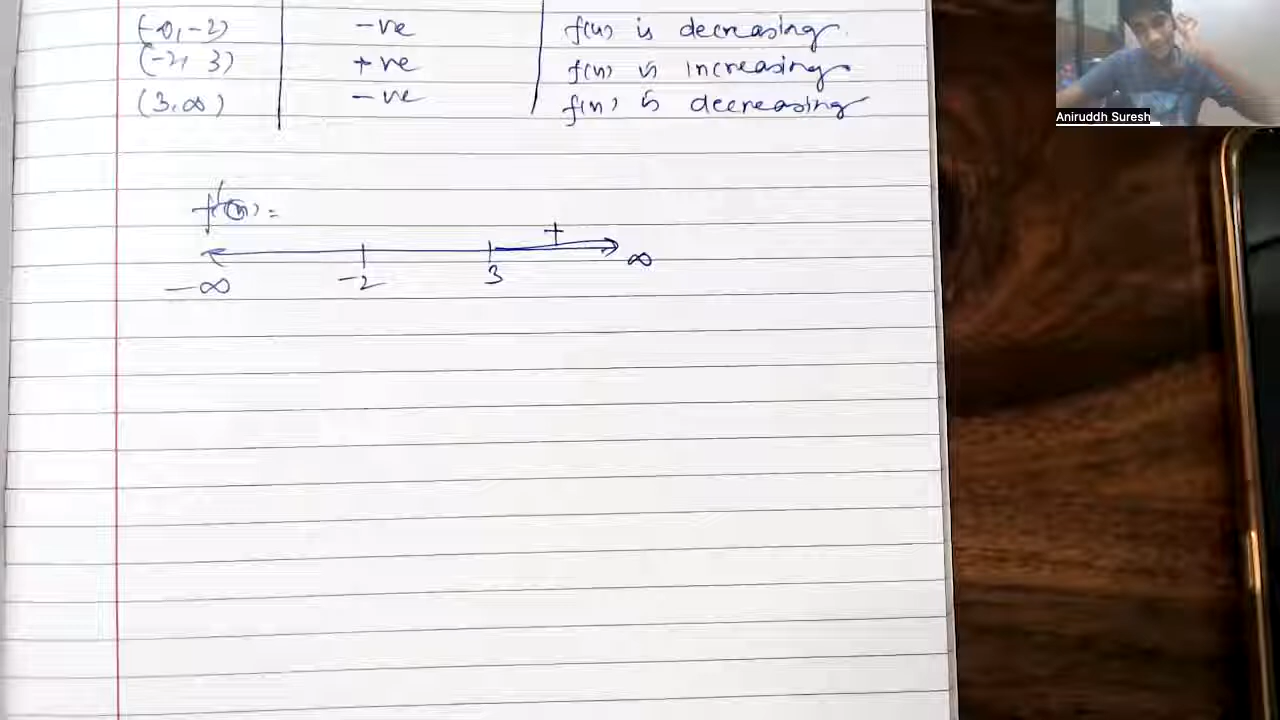 (-∞, -2) -ve f(x) is decreasing.
(-2, 3) +ve f(x) is increasing
(3, ∞) -ve f(x) is decreasing
f'(x) =
+
-∞ -2 3 ∞
Aniruddh Suresh